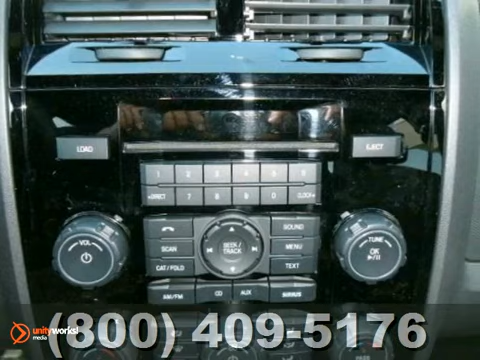 LOAD
EJECT
1 2 3 4 5
DIRECT 7 8 9 0 CLOCK
VOL
SCAN
CAT/FOLD
SEEK/
TRACK
SOUND
MENU
TEXT
TUNE
OK
AM/FM CD AUX SIRIUS
unityworks!
media
(800) 409-5176